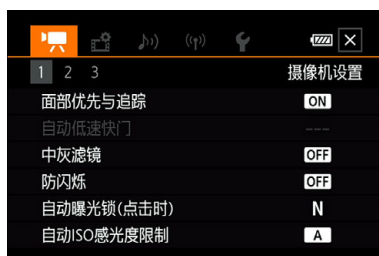 1 2 3 摄像机设置
面部优先与追踪 ON
自动低速快门 ---
中灰滤镜 OFF
防闪烁 OFF
自动曝光锁(点击时) N
自动ISO感光度限制 A